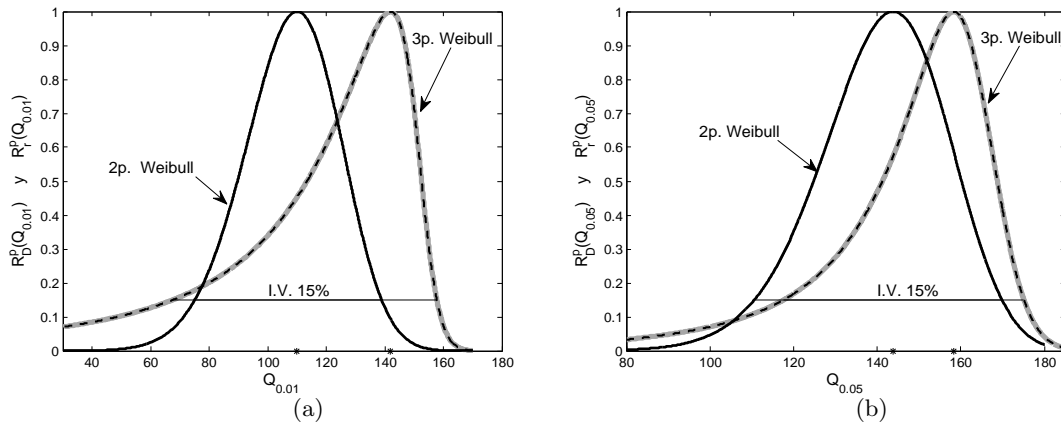 1
0.9
0.8
0.7
0.6
0.5
0.4
0.3
0.2
0.1
0
R_D^p(Q_{0.01}) y R_r^p(Q_{0.01})
3p. Weibull
2p. Weibull
I.V. 15%
40 60 80 100 120 140 160 180
Q_{0.01}
(a)
1
0.9
0.8
0.7
0.6
0.5
0.4
0.3
0.2
0.1
0
R_D^p(Q_{0.05}) y R_r^p(Q_{0.05})
3p. Weibull
2p. Weibull
I.V. 15%
80 100 120 140 160 180
Q_{0.05}
(b)